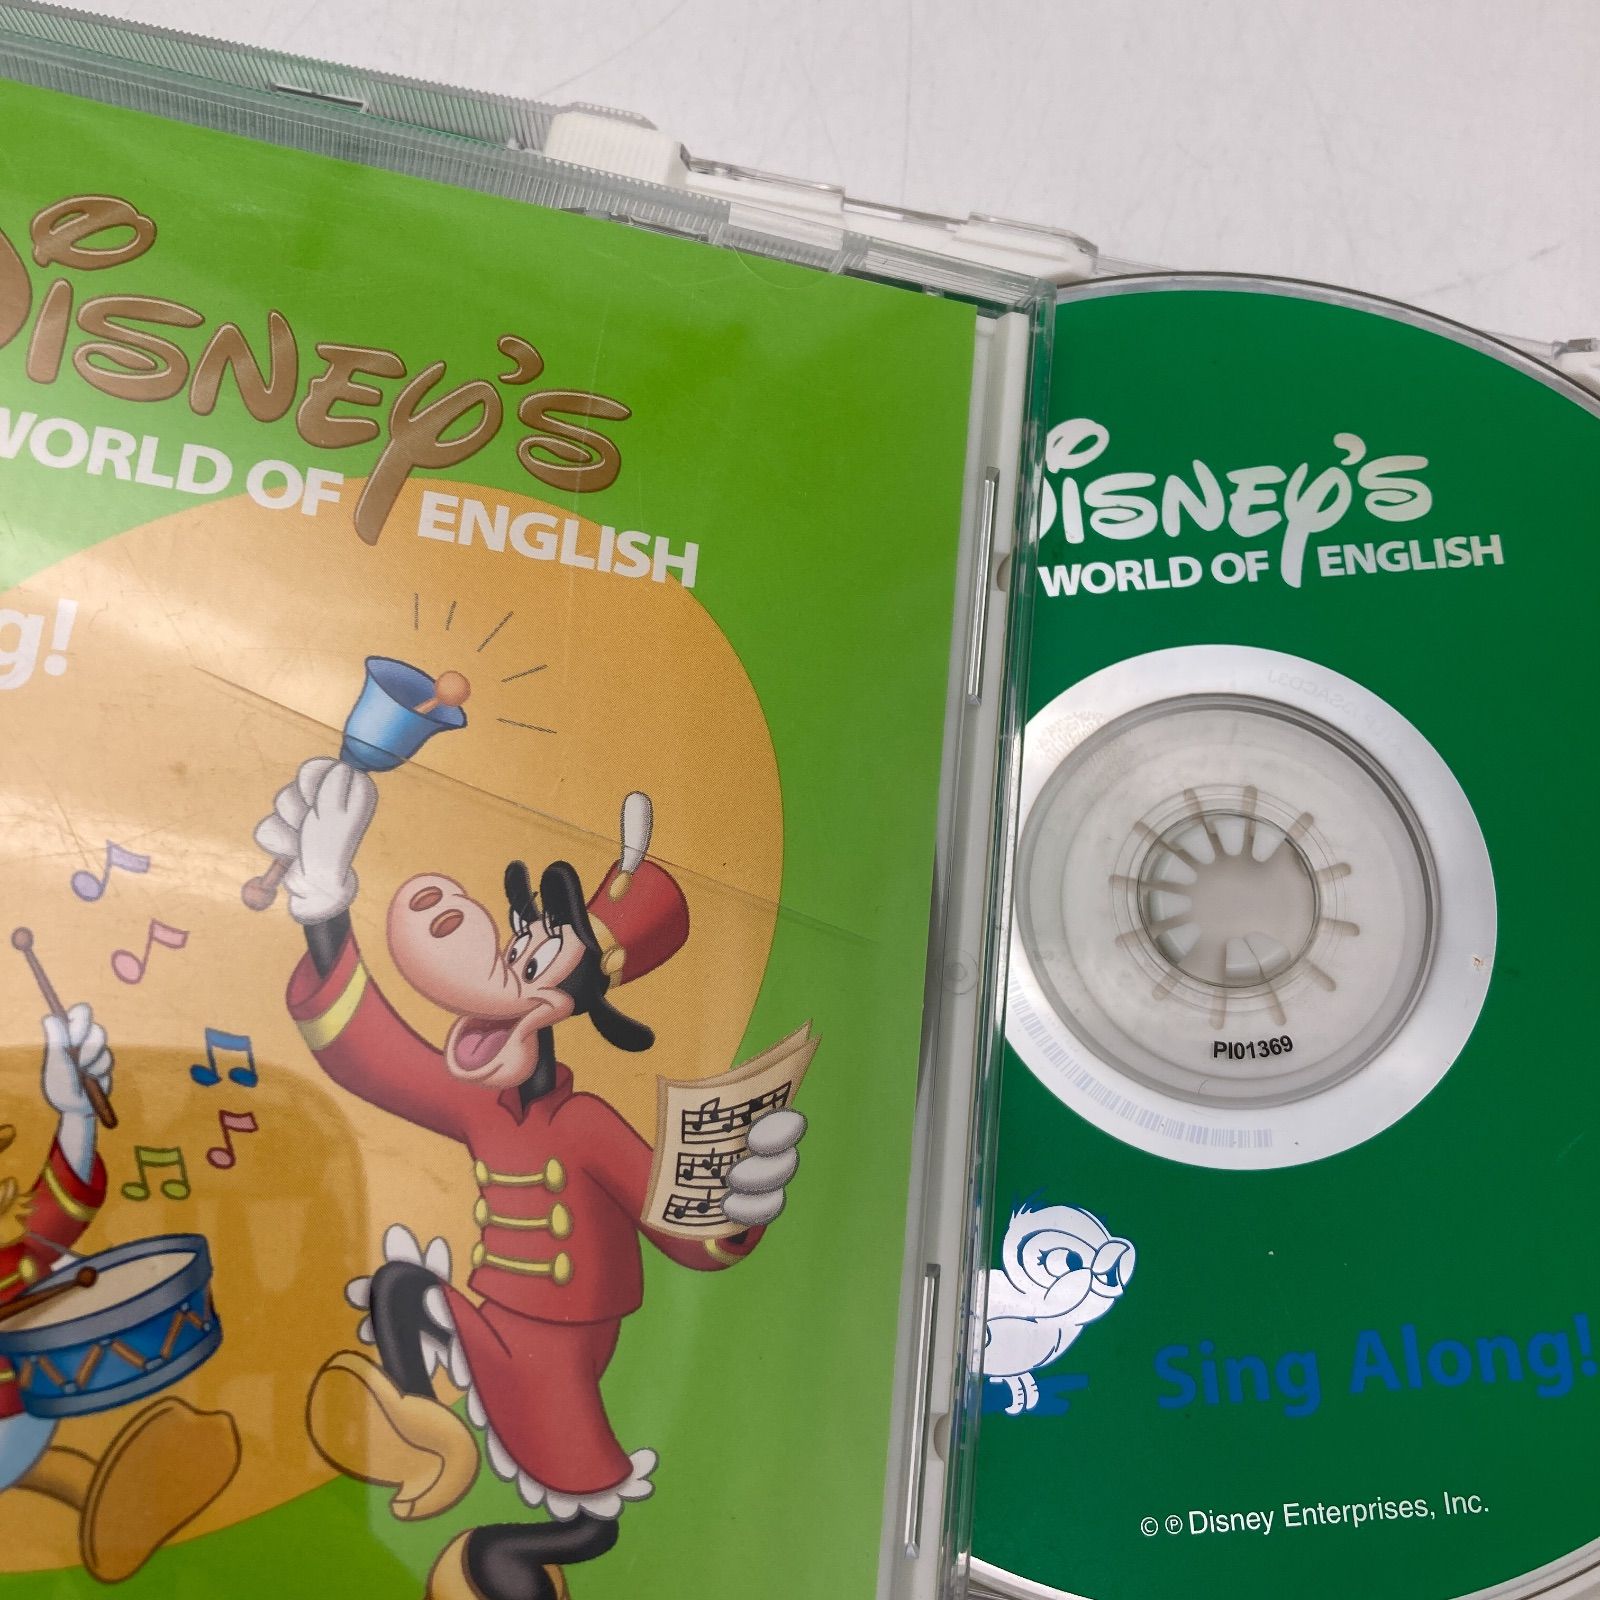 DISNEY'S
WORLD OF ENGLISH
g!
DISNEY'S
WORLD OF ENGLISH
PI01369
Sing Along!
© ℗ Disney Enterprises, Inc.